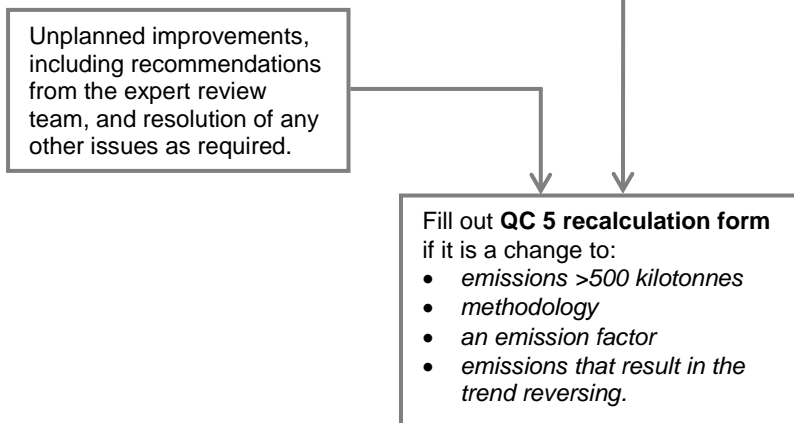 Unplanned improvements,
including recommendations
from the expert review
team, and resolution of any
other issues as required.
Fill out QC 5 recalculation form
if it is a change to:
• emissions >500 kilotonnes
• methodology
• an emission factor
• emissions that result in the
trend reversing.